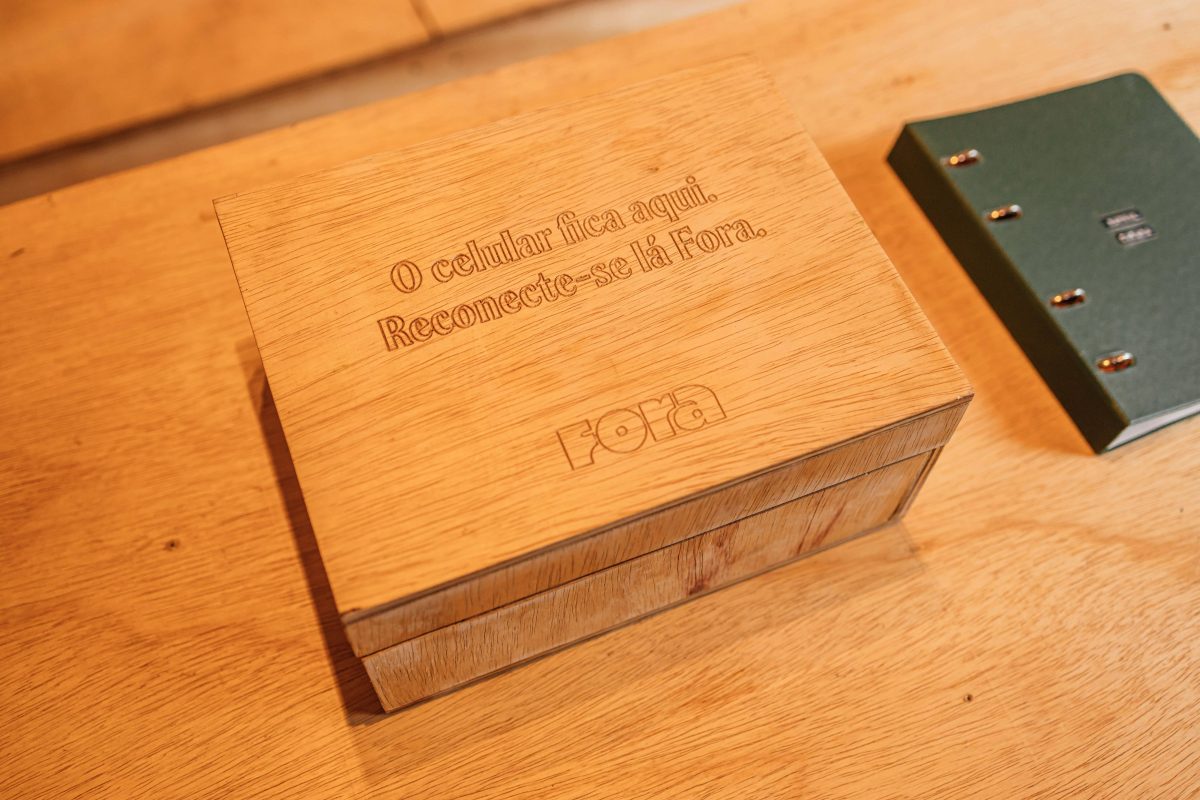 O celular fica aqui.
Reconecte-se lá Fora.
Fora